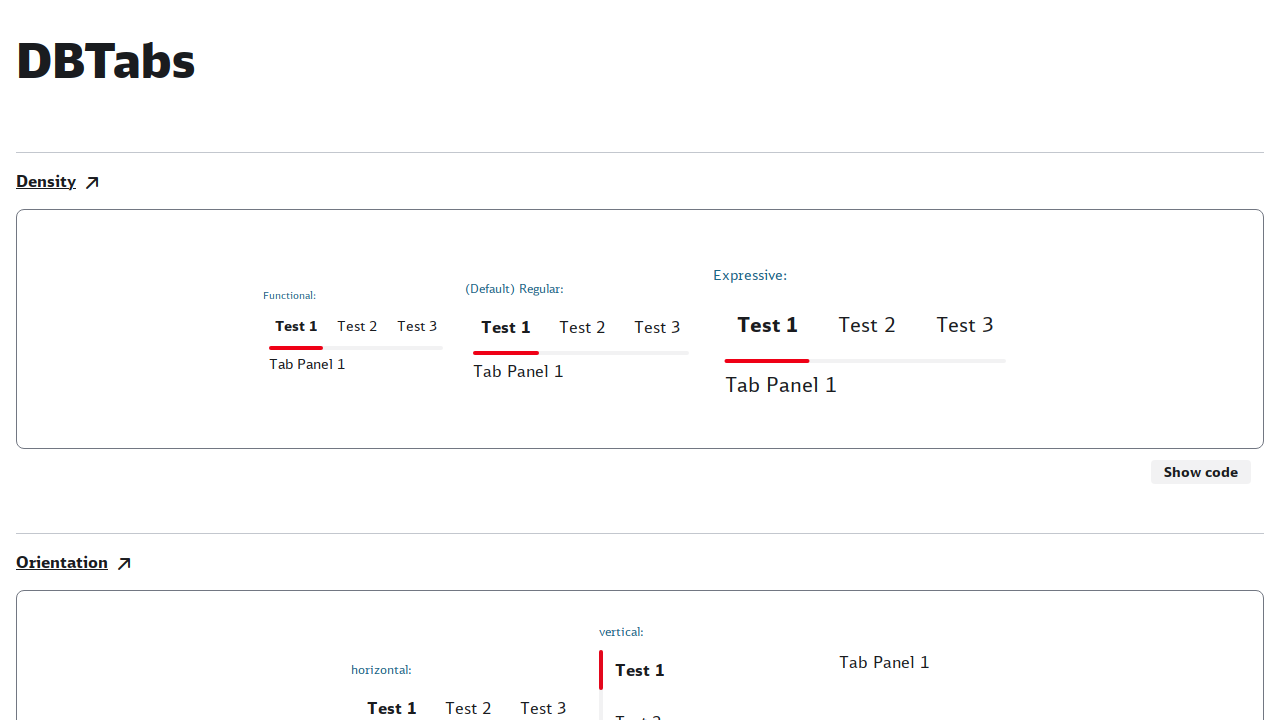 DBTabs
Density
Functional:
Test 1 Test 2 Test 3
Tab Panel 1
(Default) Regular:
Test 1 Test 2 Test 3
Tab Panel 1
Expressive:
Test 1 Test 2 Test 3
Tab Panel 1
Show code
Orientation
horizontal:
Test 1 Test 2 Test 3
vertical:
Test 1
Test 2
Tab Panel 1